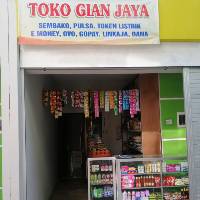 TOKO GIAN JAYA
SEMBAKO, PULSA, TOKEN LISTRIK
E.MONEY, OVO, GOPAY, LINKAJA, DANA